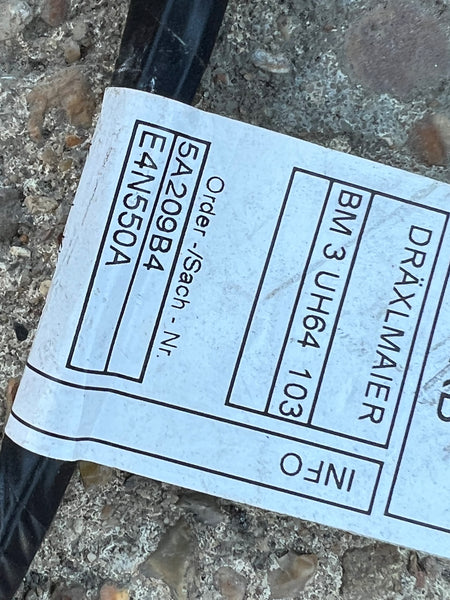 DRÄXLMAIER
BM 3 UH64 103
INFO
Order-/Sach - Nr.
5A209B4
E4N550A